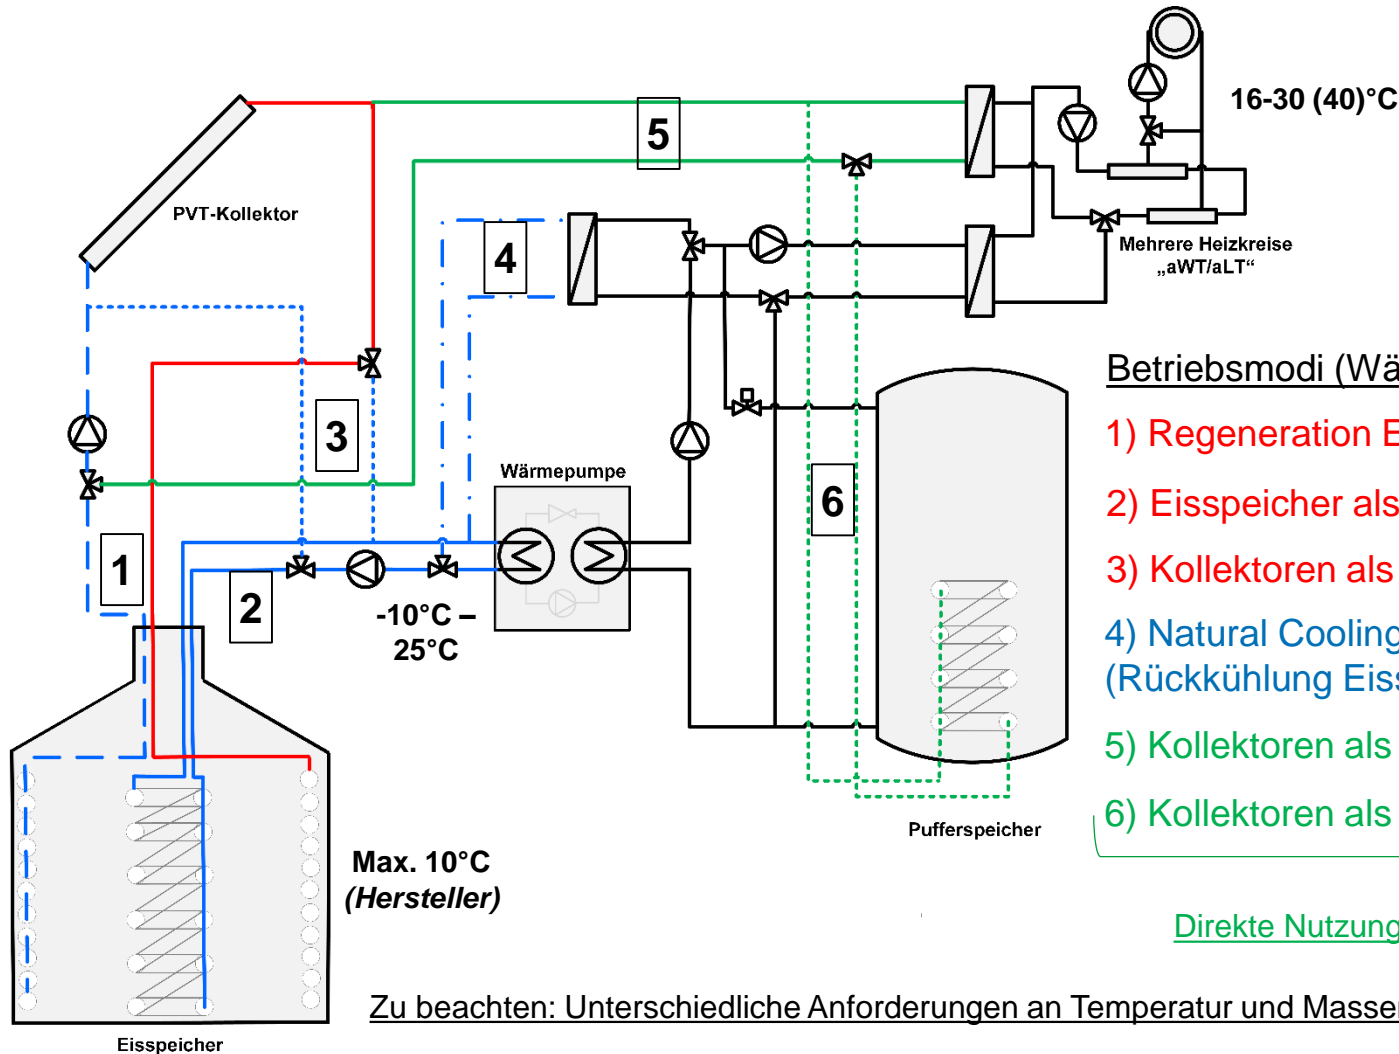 16-30 (40)°C
5
PVT-Kollektor
4
Mehrere Heizkreise
„aWT/aLT“
Betriebsmodi (Wä
1) Regeneration E
3
Wärmepumpe
6
2) Eisspeicher als
1
2
3) Kollektoren als
-10°C –
25°C
4) Natural Cooling
(Rückkühlung Eiss
5) Kollektoren als
6) Kollektoren als
Pufferspeicher
Max. 10°C
(Hersteller)
Direkte Nutzung
Zu beachten: Unterschiedliche Anforderungen an Temperatur und Massen
Eisspeicher